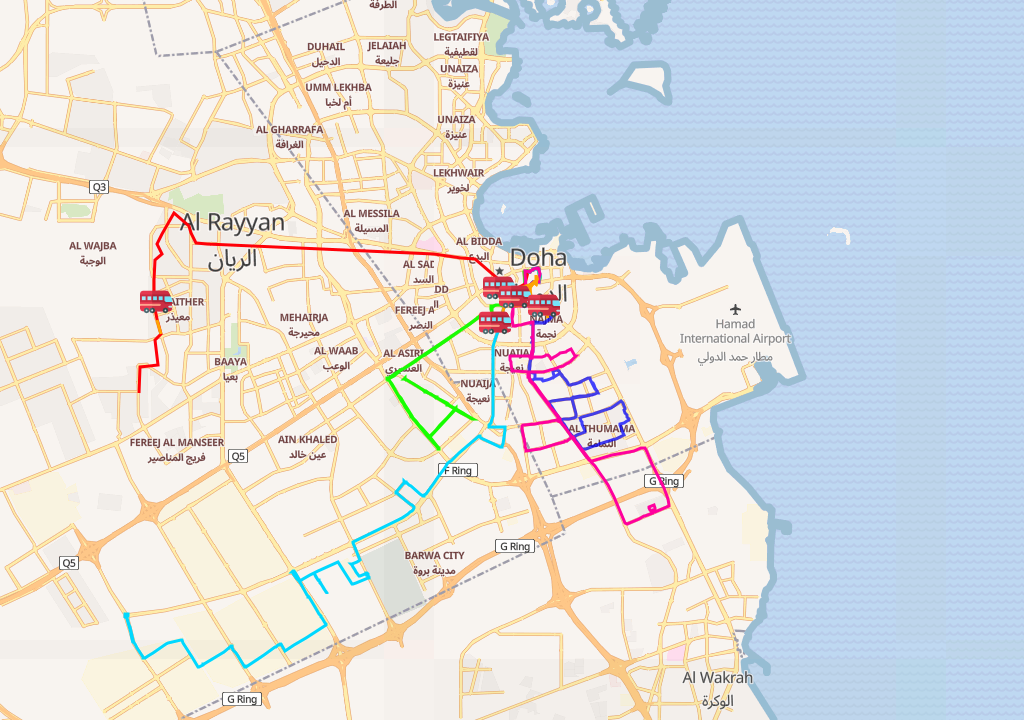 الطرفة
LEGTAIFIYA
لقطيفية
DUHAIL
الدحيل
JELAIAH
جليعة
UNAIZA
عنيزة
UMM LEKHBA
أم لخبا
UNAIZA
عنيزة
AL GHARRAFA
الغرافة
LEKHWAIR
لخوير
Q3
AL MESSILA
المسيلة
Al Rayyan
الريان
AL WAJBA
الوجبة
AL BIDDA
البدع
Doha
AL SAD
السد
DD
ال
FEREEJ A
النصر
ITHER
معيذر
MEHAIRJA
محيرجة
NAJMA
نجمة
Hamad
International Airport
مطار حمد الدولي
AL WAAB
الوعب
AL ASIRI
العسيري
NUAIJA
نعيجة
BAAYA
بعيا
NUAIJA
نعيجة
AL THUMAMA
الثمامة
FEREEJ AL MANSEER
فريج المناصير
AIN KHALED
عين خالد
Q5
F Ring
G Ring
G Ring
BARWA CITY
مدينة بروة
Q5
Al Wakrah
الوكرة
G Ring